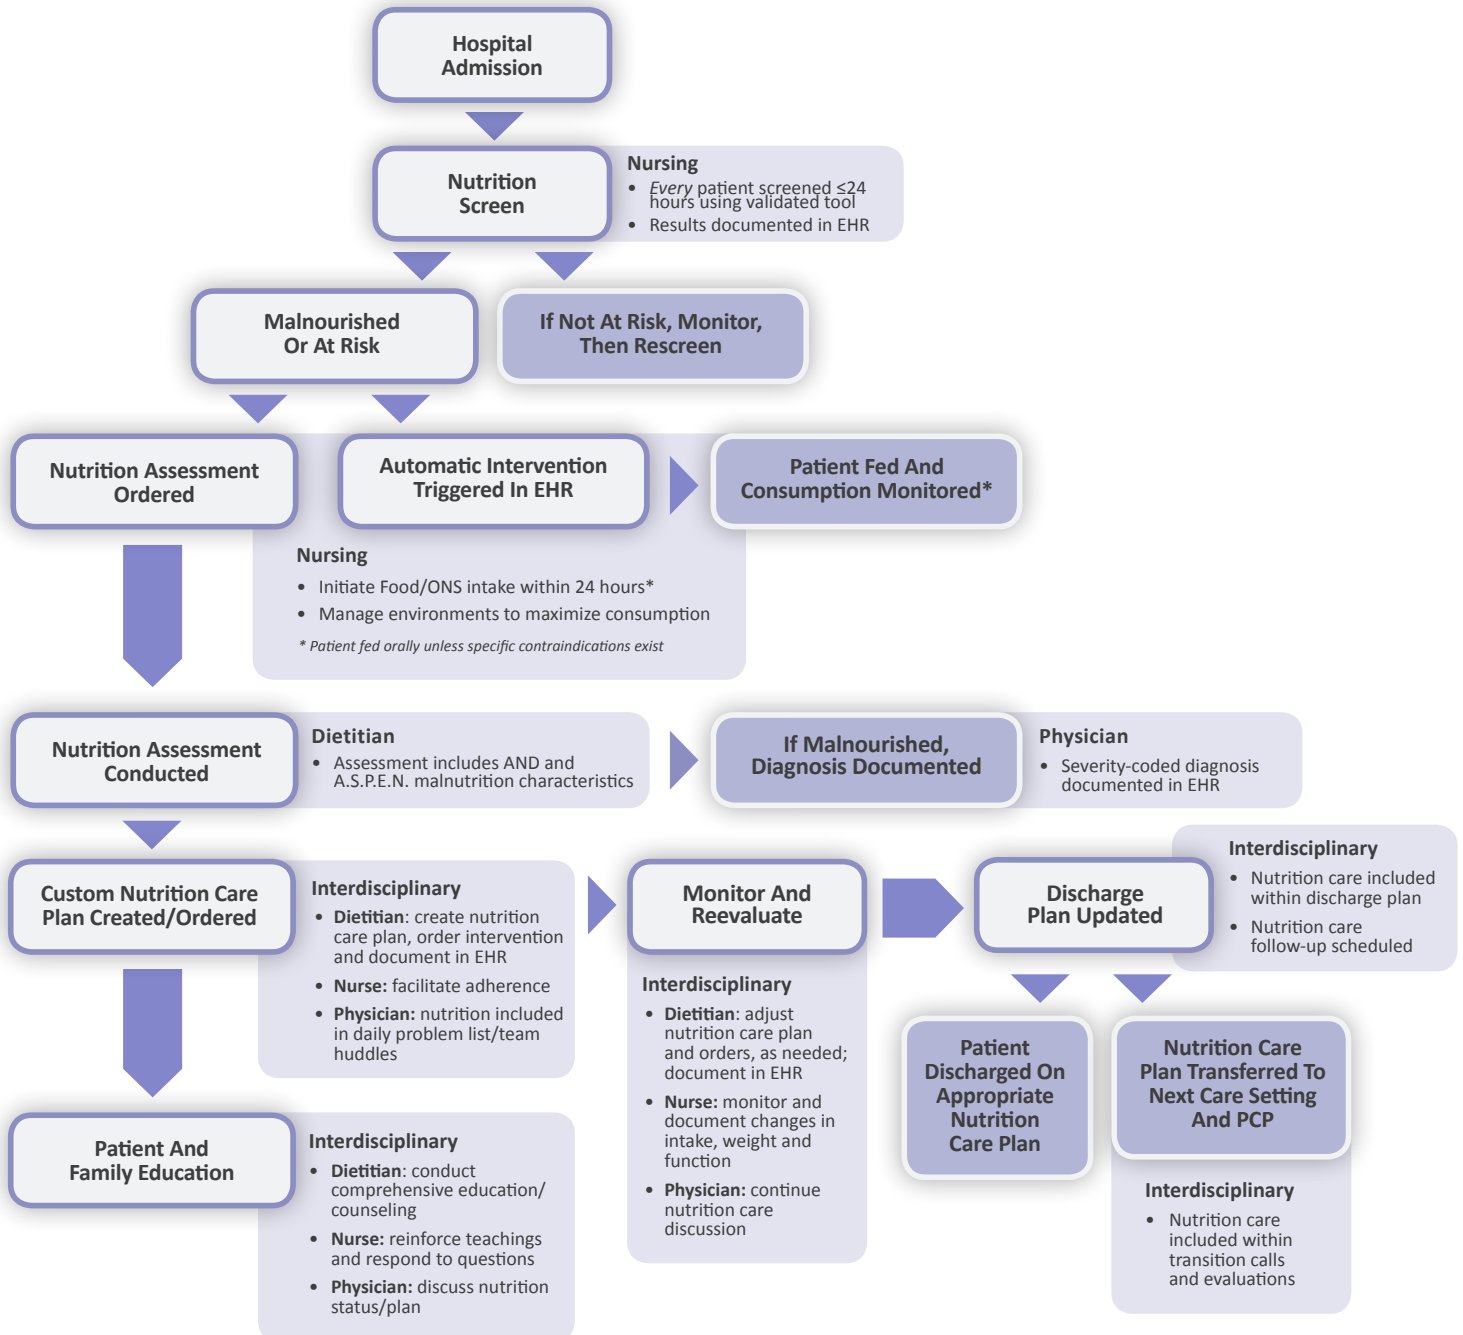 Hospital
Admission
Nutrition
Screen
Nursing
• Every patient screened ≤24
hours using validated tool
• Results documented in EHR
Malnourished
Or At Risk
If Not At Risk, Monitor,
Then Rescreen
Nutrition Assessment
Ordered
Automatic Intervention
Triggered In EHR
Patient Fed And
Consumption Monitored*
Nursing
• Initiate Food/ONS intake within 24 hours*
• Manage environments to maximize consumption
* Patient fed orally unless specific contraindications exist
Nutrition Assessment
Conducted
Dietitian
• Assessment includes AND and
A.S.P.E.N. malnutrition characteristics
If Malnourished,
Diagnosis Documented
Physician
• Severity-coded diagnosis
documented in EHR
Custom Nutrition Care
Plan Created/Ordered
Interdisciplinary
• Dietitian: create nutrition
care plan, order intervention
and document in EHR
• Nurse: facilitate adherence
• Physician: nutrition included
in daily problem list/team
huddles
Monitor And
Reevaluate
Interdisciplinary
• Dietitian: adjust
nutrition care plan
and orders, as needed;
document in EHR
• Nurse: monitor and
document changes in
intake, weight and
function
• Physician: continue
nutrition care
discussion
Discharge
Plan Updated
Interdisciplinary
• Nutrition care included
within discharge plan
• Nutrition care
follow-up scheduled
Patient
Discharged On
Appropriate
Nutrition
Care Plan
Nutrition Care
Plan Transferred To
Next Care Setting
And PCP
Interdisciplinary
• Nutrition care
included within
transition calls
and evaluations
Patient And
Family Education
Interdisciplinary
• Dietitian: conduct
comprehensive education/
counseling
• Nurse: reinforce teachings
and respond to questions
• Physician: discuss nutrition
status/plan